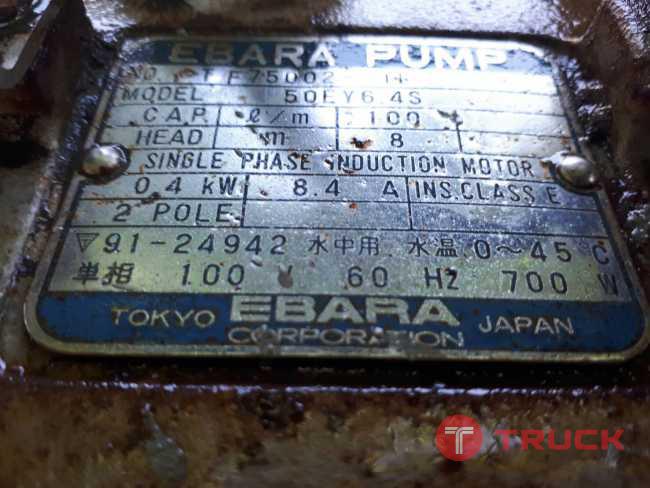 EBARA PUMP
NO. F75002
MODEL 50EY6.4S
CAP. ℓ/m 100
HEAD m 8
SINGLE PHASE INDUCTION MOTOR
0.4 KW 8.4 A INS.CLASS E
2 POLE
▽91-24942 水中用 水温 0～45℃
単相 100 V 60 HZ 700 W
TOKYO EBARA JAPAN
CORPORATION
T TRUCK